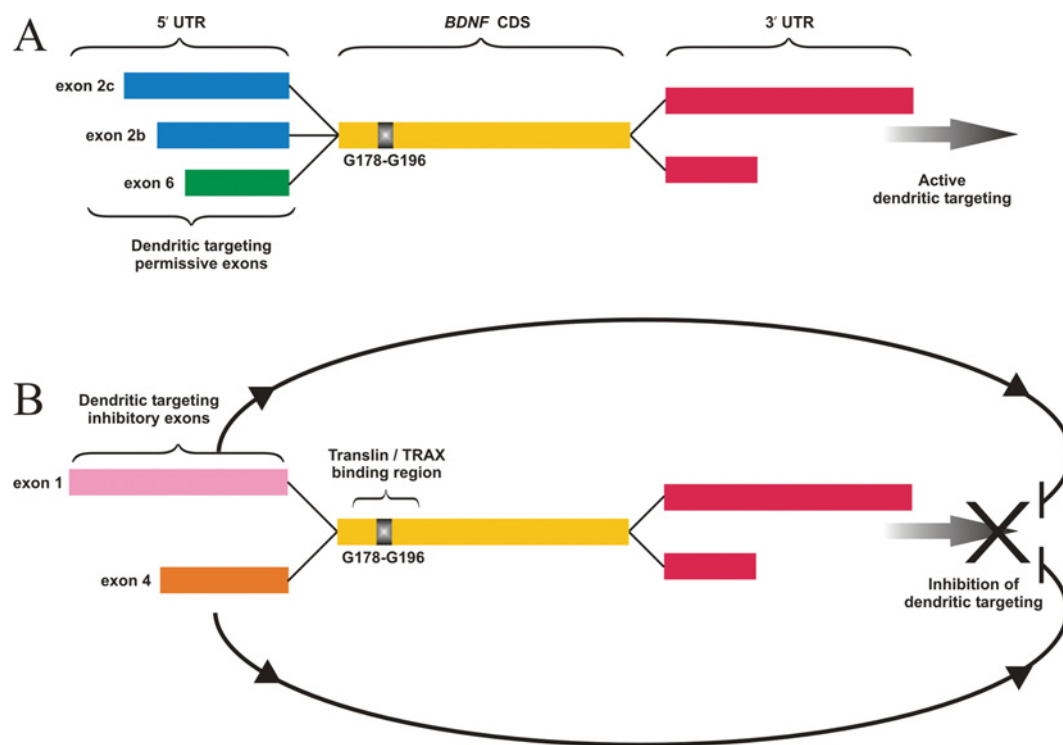 A
5′ UTR
BDNF CDS
3′ UTR
exon 2c
exon 2b
exon 6
G178-G196
Dendritic targeting
permissive exons
Active
dendritic targeting
B
Dendritic targeting
inhibitory exons
Translin / TRAX
binding region
exon 1
exon 4
G178-G196
Inhibition of
dendritic targeting